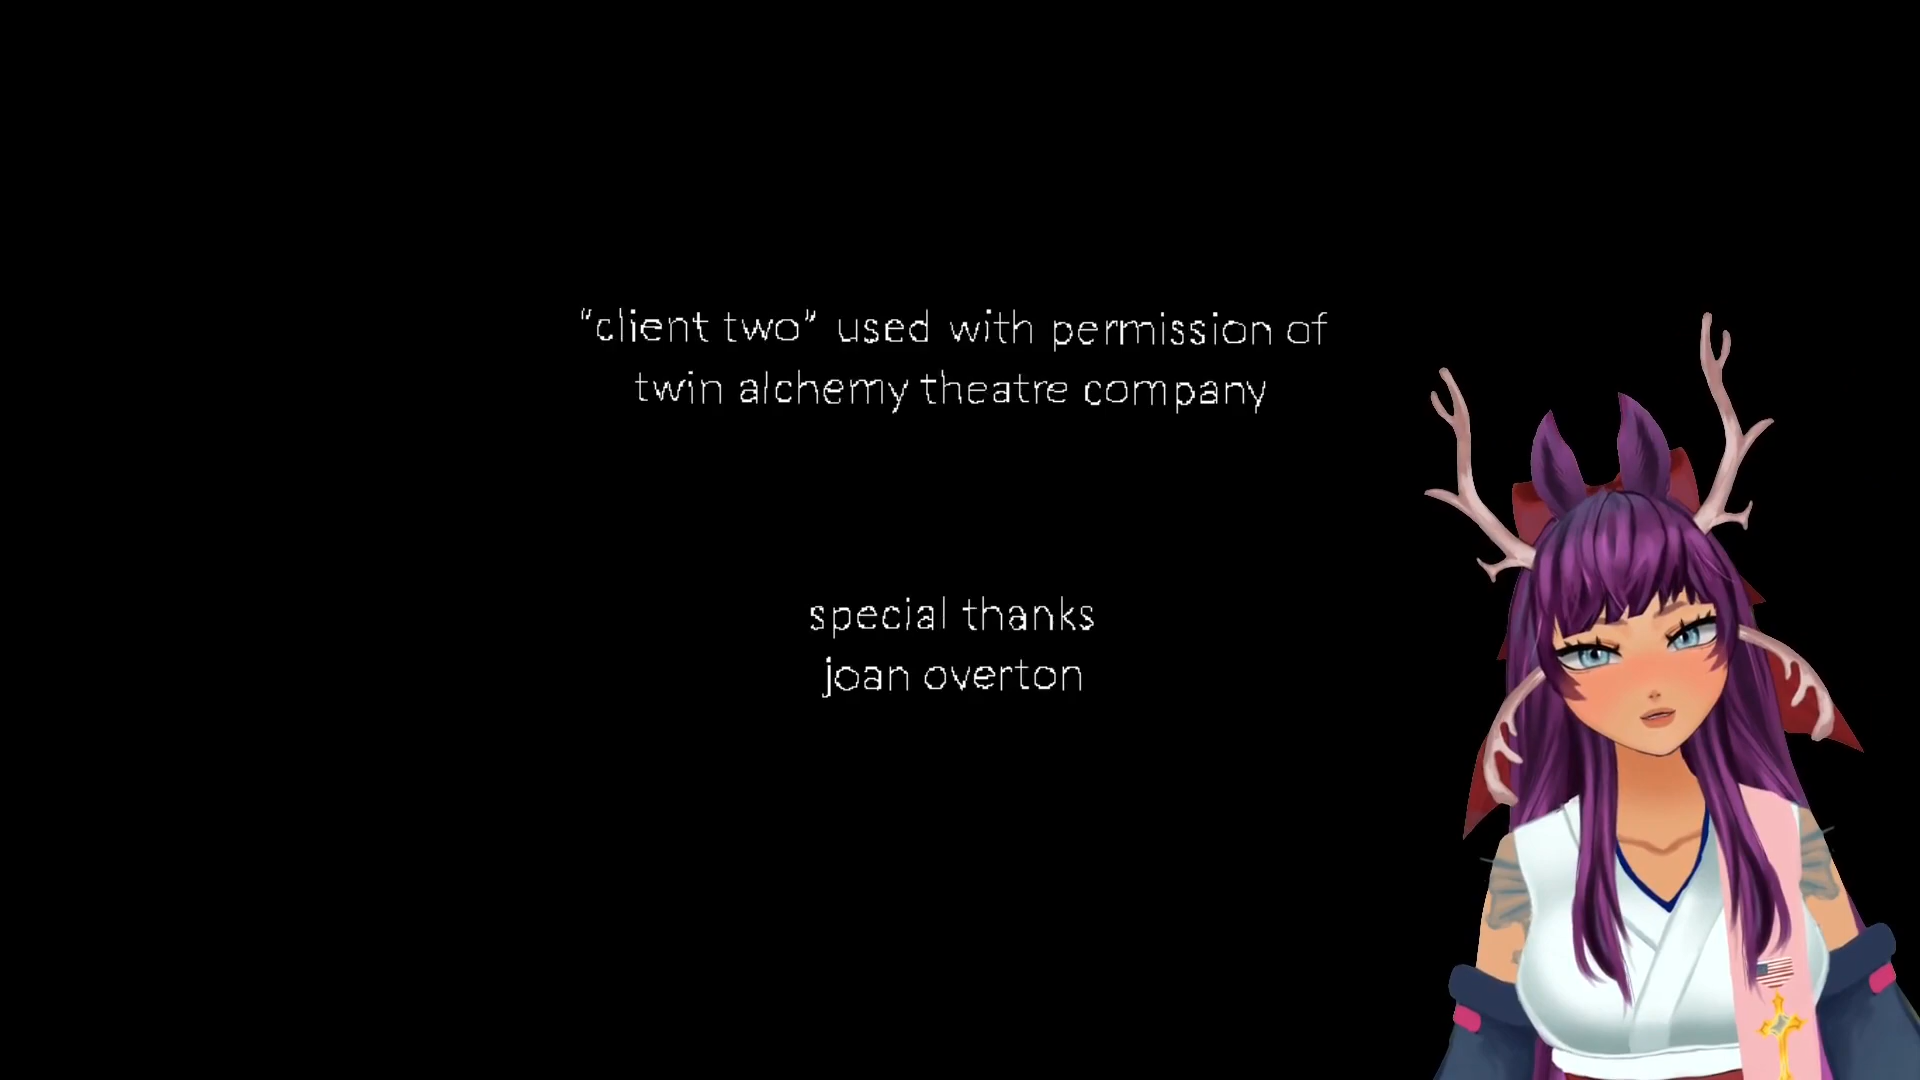 “client two” used with permission of
twin alchemy theatre company
special thanks
joan overton